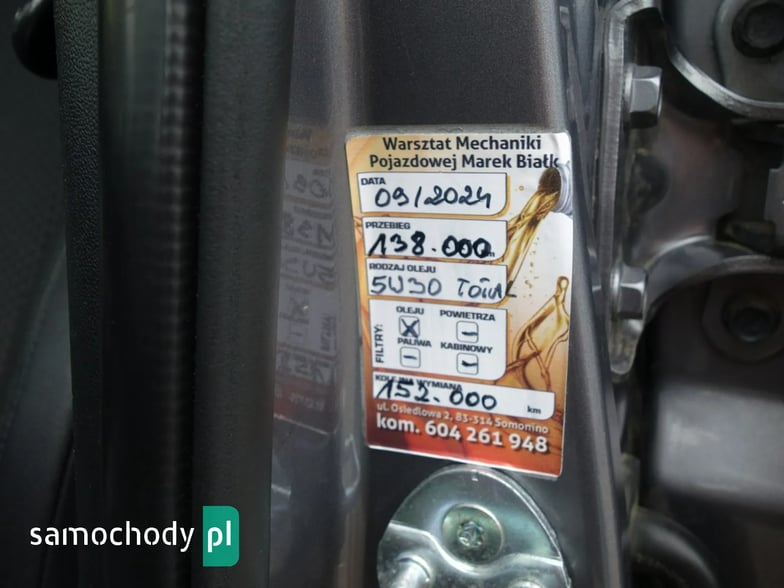 Warsztat Mechaniki
Pojazdowej Marek Białk
DATA
09/2024
PRZEBIEG
138.000
RODZAJ OLEJU
5W30 TOTAL
FILTRY:
OLEJU
POWIETRZA
PALIWA
KABINOWY
KOLEJNA WYMIANA
152.000 km
ul. Osiedlowa 2, 83-314 Somonino
kom. 604 261 948
samochody pl